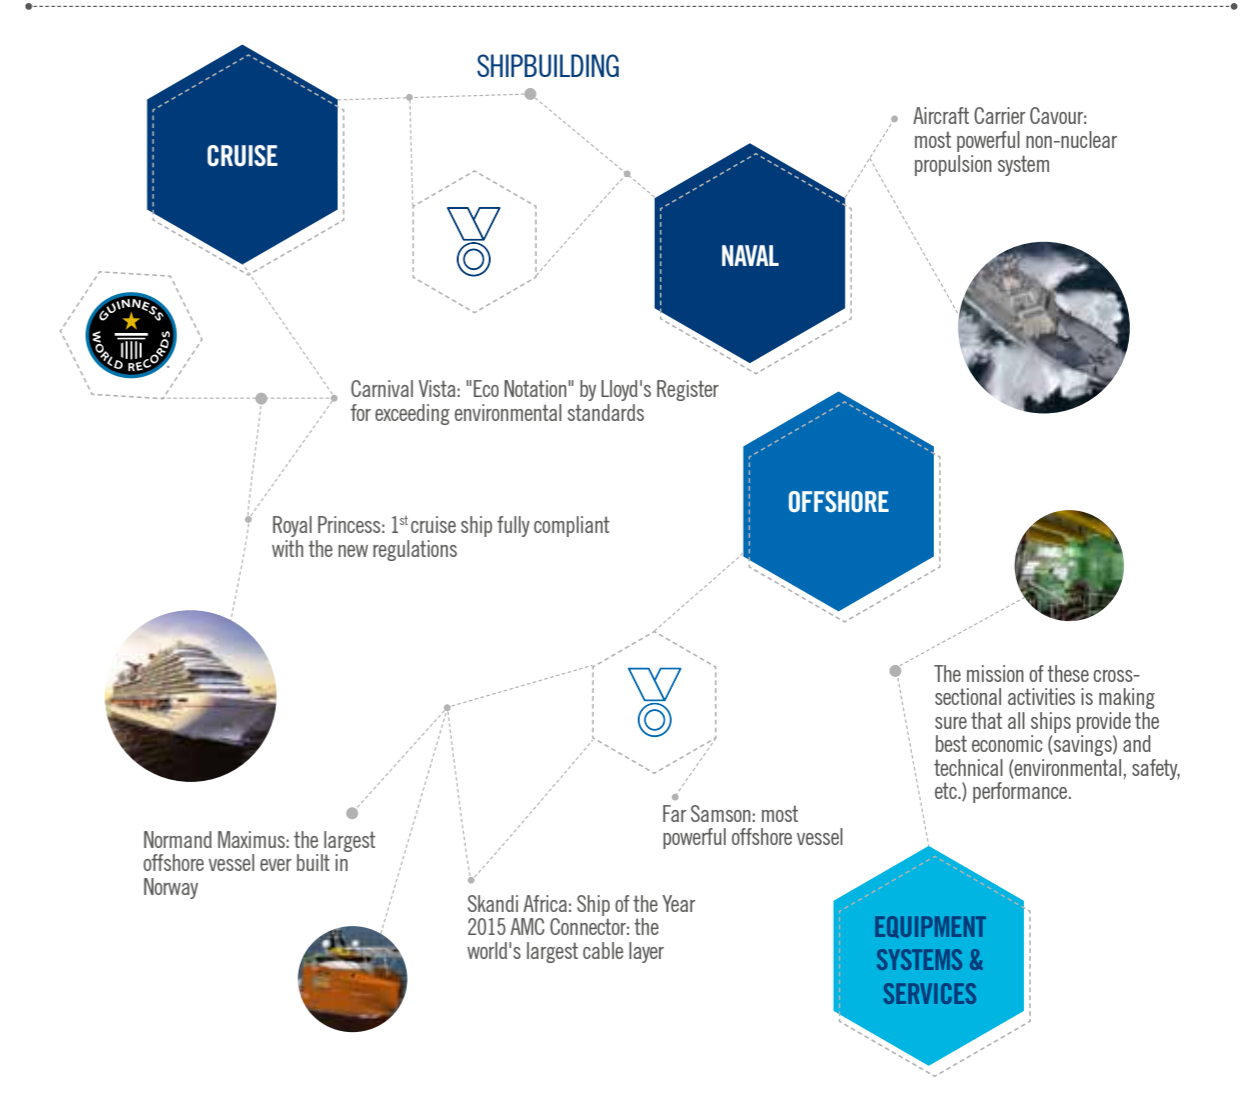 SHIPBUILDING
CRUISE
Aircraft Carrier Cavour:
most powerful non-nuclear
propulsion system
NAVAL
GUINNESS
WORLD RECORDS
Carnival Vista: "Eco Notation" by Lloyd's Register
for exceeding environmental standards
OFFSHORE
Royal Princess: 1st cruise ship fully compliant
with the new regulations
The mission of these cross-
sectional activities is making
sure that all ships provide the
best economic (savings) and
technical (environmental, safety,
etc.) performance.
Far Samson: most
powerful offshore vessel
Normand Maximus: the largest
offshore vessel ever built in
Norway
Skandi Africa: Ship of the Year
2015 AMC Connector: the
world's largest cable layer
EQUIPMENT
SYSTEMS &
SERVICES